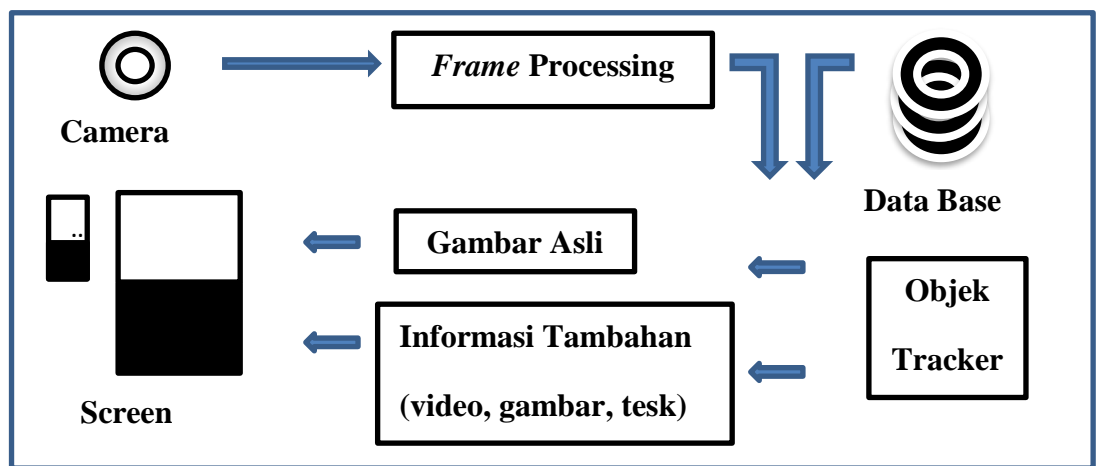 Frame Processing
Camera
Data Base
Gambar Asli
Objek
Tracker
Informasi Tambahan
(video, gambar, tesk)
Screen